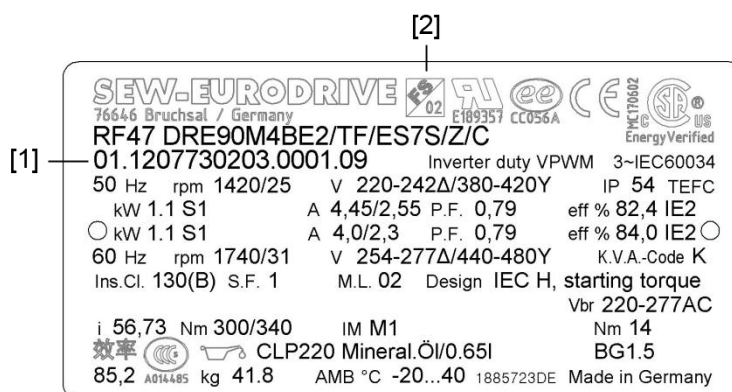 [2]
SEW-EURODRIVE FS 02 E189357 CC056A CE MC170602 C US
76646 Bruchsal / Germany EnergyVerified
RF47 DRE90M4BE2/TF/ES7S/Z/C
[1] 01.1207730203.0001.09 Inverter duty VPWM 3~IEC60034
50 Hz rpm 1420/25 V 220-242Δ/380-420Y IP 54 TEFC
kW 1.1 S1 A 4,45/2,55 P.F. 0,79 eff % 82,4 IE2
kW 1.1 S1 A 4,0/2,3 P.F. 0,79 eff % 84,0 IE2
60 Hz rpm 1740/31 V 254-277Δ/440-480Y K.V.A.-Code K
Ins.Cl. 130(B) S.F. 1 M.L. 02 Design IEC H, starting torque
Vbr 220-277AC
i 56,73 Nm 300/340 IM M1 Nm 14
效率 CCC CLP220 Mineral.Öl/0.65l BG1.5
85,2 A014485 kg 41.8 AMB °C -20...40 1885723DE Made in Germany